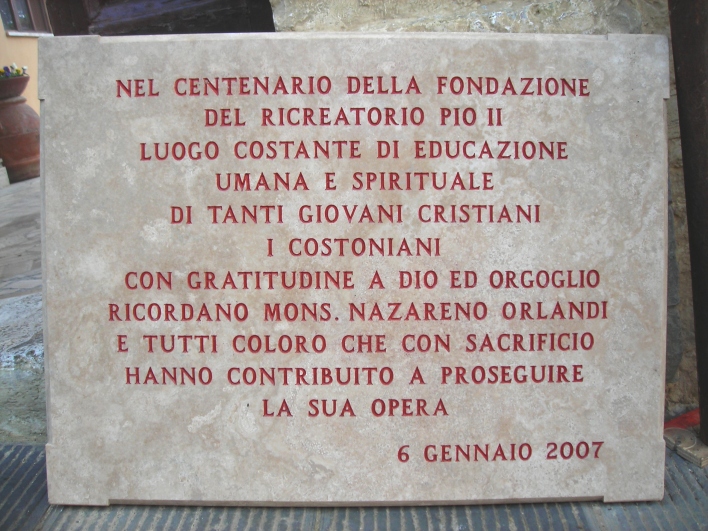 NEL CENTENARIO DELLA FONDAZIONE
DEL RICREATORIO PIO II
LUOGO COSTANTE DI EDUCAZIONE
UMANA E SPIRITUALE
DI TANTI GIOVANI CRISTIANI
I COSTONIANI
CON GRATITUDINE A DIO ED ORGOGLIO
RICORDANO MONS. NAZARENO ORLANDI
E TUTTI COLORO CHE CON SACRIFICIO
HANNO CONTRIBUITO A PROSEGUIRE
LA SUA OPERA
6 GENNAIO 2007